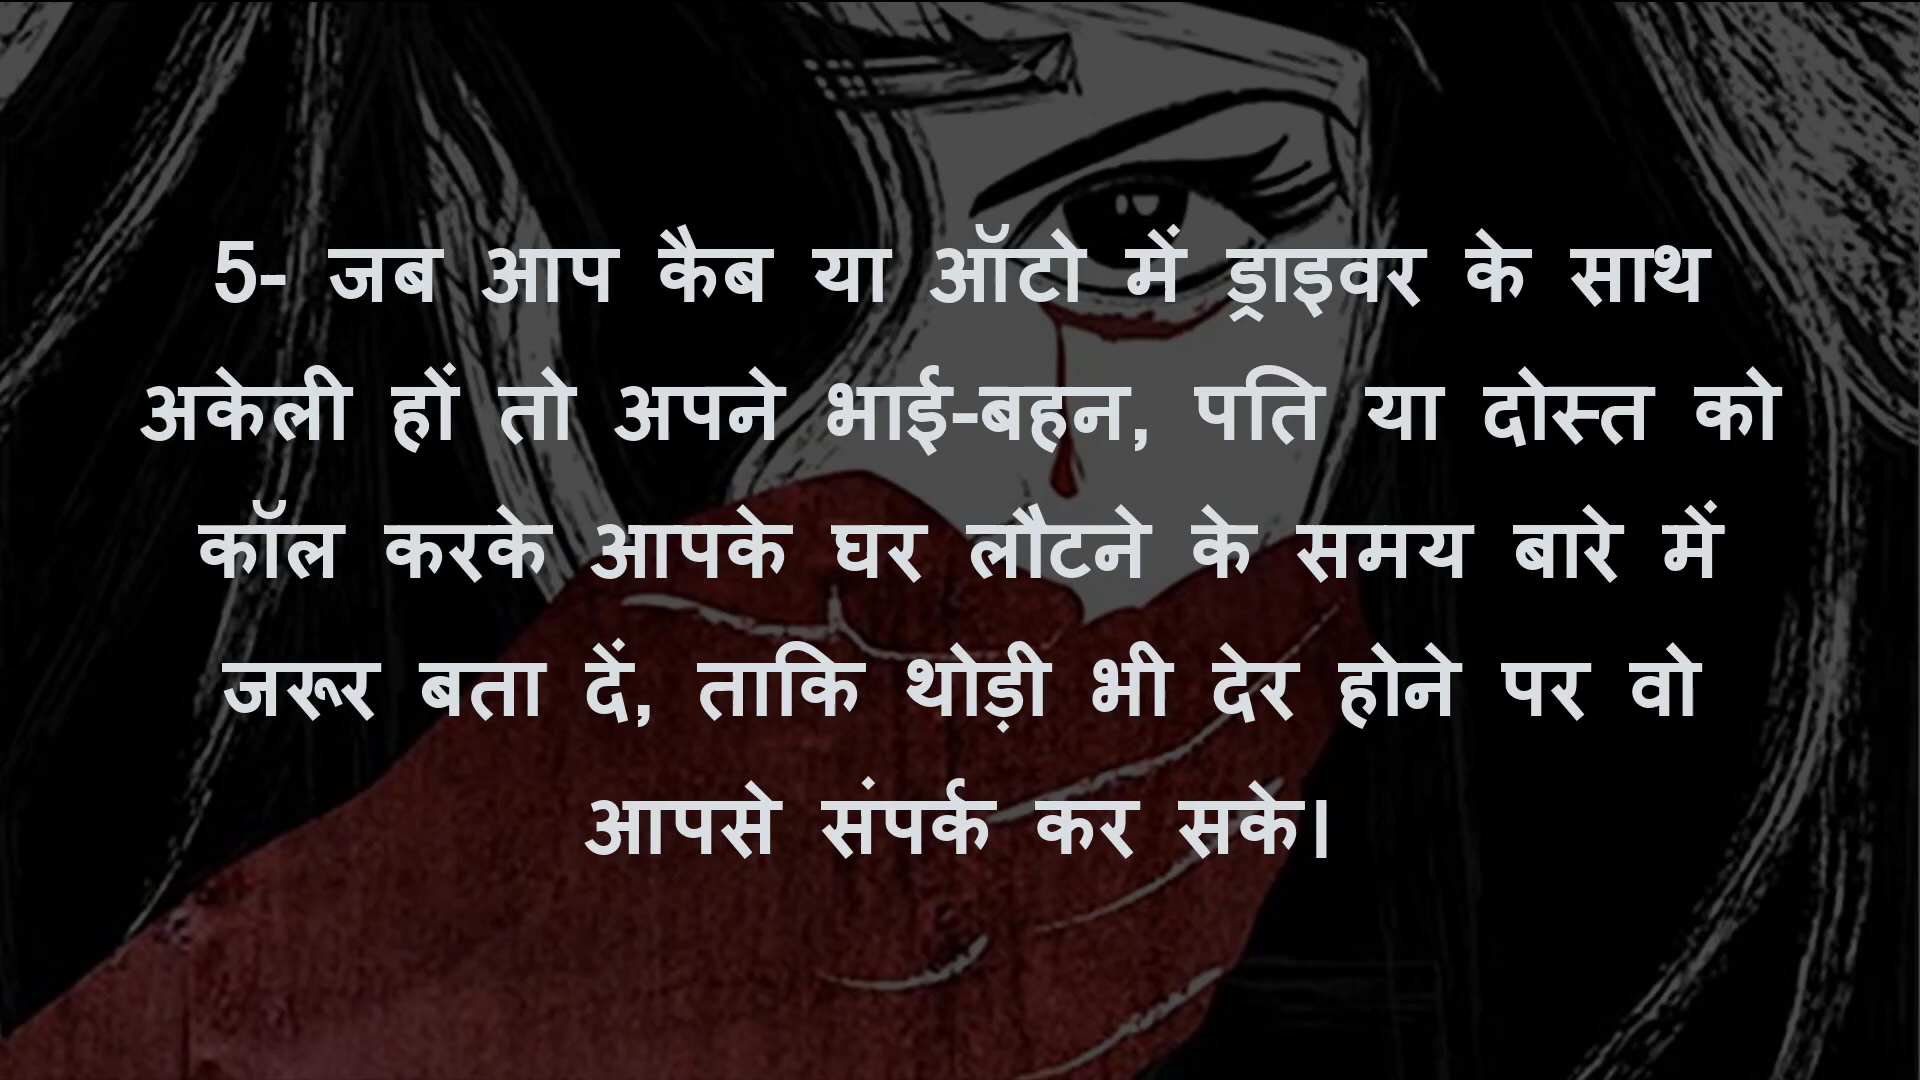 5- जब आप कैब या ऑटो में ड्राइवर के साथ
अकेली हों तो अपने भाई-बहन, पति या दोस्त को
कॉल करके आपके घर लौटने के समय बारे में
जरूर बता दें, ताकि थोड़ी भी देर होने पर वो
आपसे संपर्क कर सके।